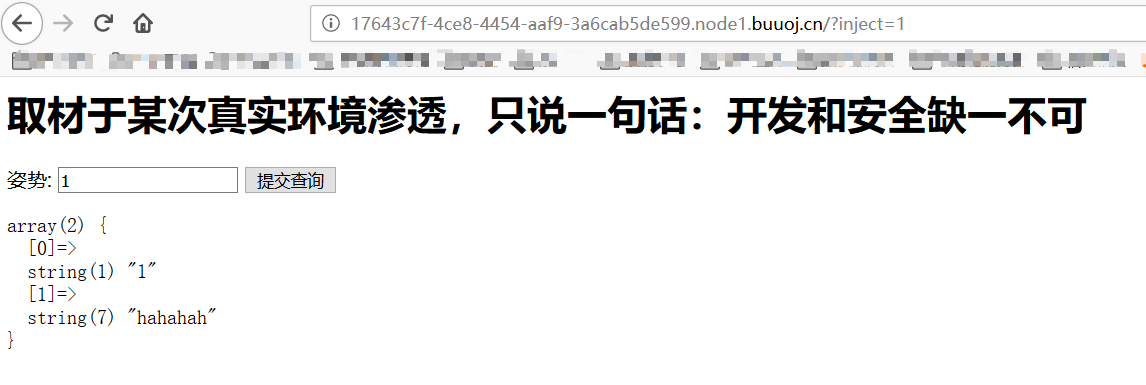 17643c7f-4ce8-4454-aaf9-3a6cab5de599.node1.buuoj.cn/?inject=1
取材于某次真实环境渗透，只说一句话：开发和安全缺一不可
姿势: 1 提交查询
array(2) {
[0]=>
string(1) "1"
[1]=>
string(7) "hahahah"
}